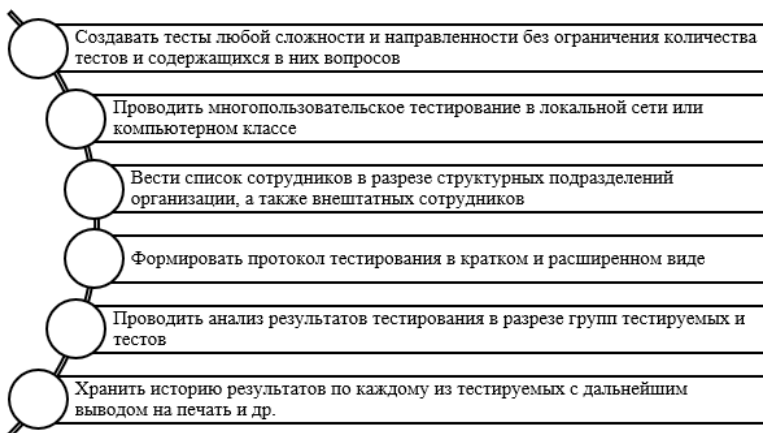 Создавать тесты любой сложности и направленности без ограничения количества
тестов и содержащихся в них вопросов
Проводить многопользовательское тестирование в локальной сети или
компьютерном классе
Вести список сотрудников в разрезе структурных подразделений
организации, а также внештатных сотрудников
Формировать протокол тестирования в кратком и расширенном виде
Проводить анализ результатов тестирования в разрезе групп тестируемых и
тестов
Хранить историю результатов по каждому из тестируемых с дальнейшим
выводом на печать и др.